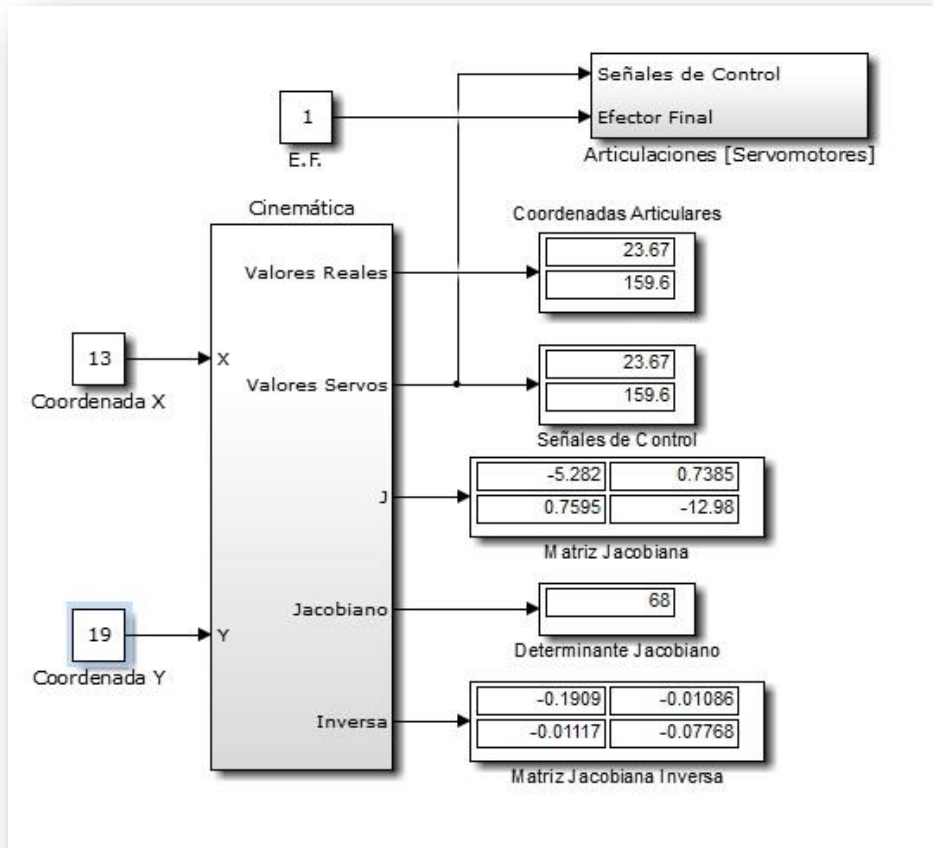 Señales de Control
1
Efector Final
E.F.
Articulaciones [Servomotores]
Cinemática
Coordenadas Articulares
Valores Reales
23.67
159.6
13
X
Coordenada X
Valores Servos
23.67
159.6
Señales de Control
J
-5.282 0.7385
0.7595 -12.98
Matriz Jacobiana
Jacobiano
68
Determinante Jacobiano
19
Y
Coordenada Y
Inversa
-0.1909 -0.01086
-0.01117 -0.07768
Matriz Jacobiana Inversa